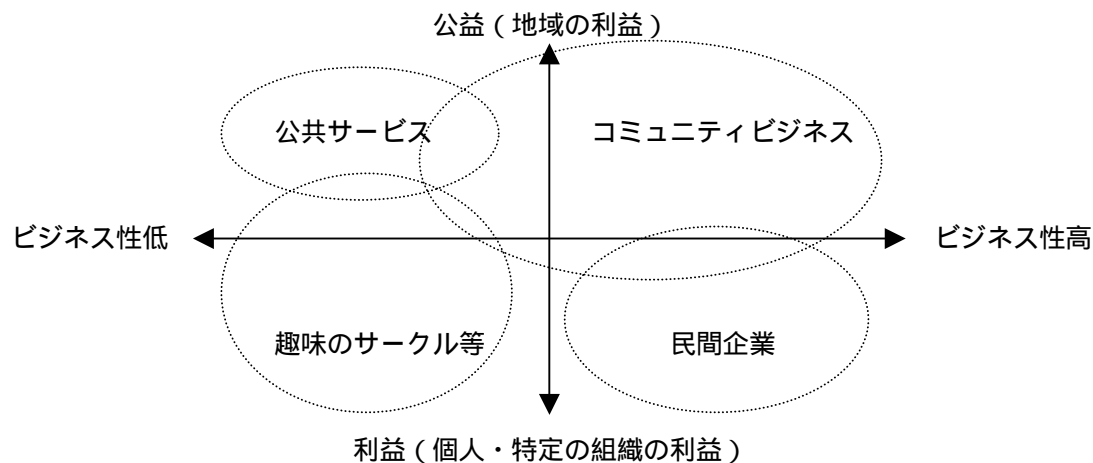 公益(地域の利益)
公共サービス
コミュニティビジネス
ビジネス性低
ビジネス性高
趣味のサークル等
民間企業
利益(個人・特定の組織の利益)